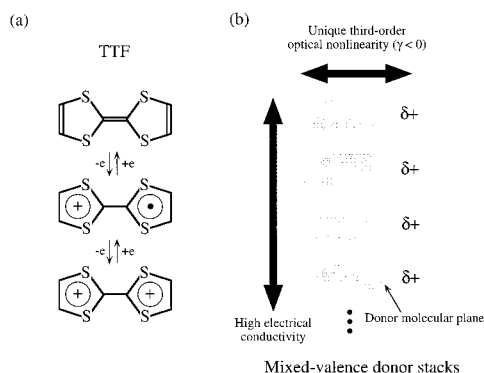 (a)
TTF
S
S
S
S
-e
+e
S
S
+
•
S
S
-e
+e
S
S
+
+
S
S
(b)
Unique third-order
optical nonlinearity (γ < 0)
δ+
δ+
δ+
δ+
High electrical
conductivity
Donor molecular plane
Mixed-valence donor stacks